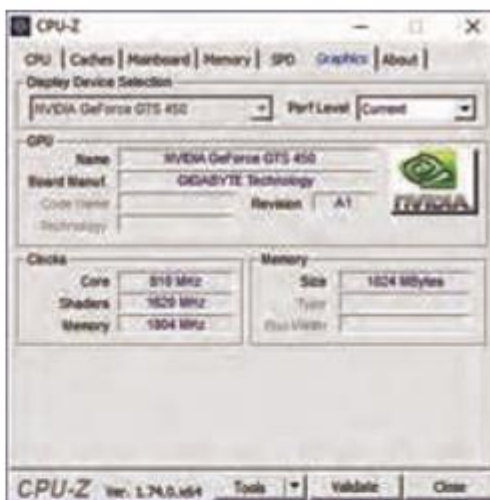 CPU-Z
CPU | Caches | Mainboard | Memory | SPD | Graphics | About
Display Device Selection
NVIDIA GeForce GTS 450 Perf Level Current
GPU
Name NVIDIA GeForce GTS 450
Board Manuf. GIGABYTE Technology
Code Name Revision A1
Technology
NVIDIA
Clocks
Core 810 MHz
Shaders 1620 MHz
Memory 1804 MHz
Memory
Size 1024 MBytes
Type
Bus Width
CPU-Z Ver. 1.74.0.x64 Tools Validate Close